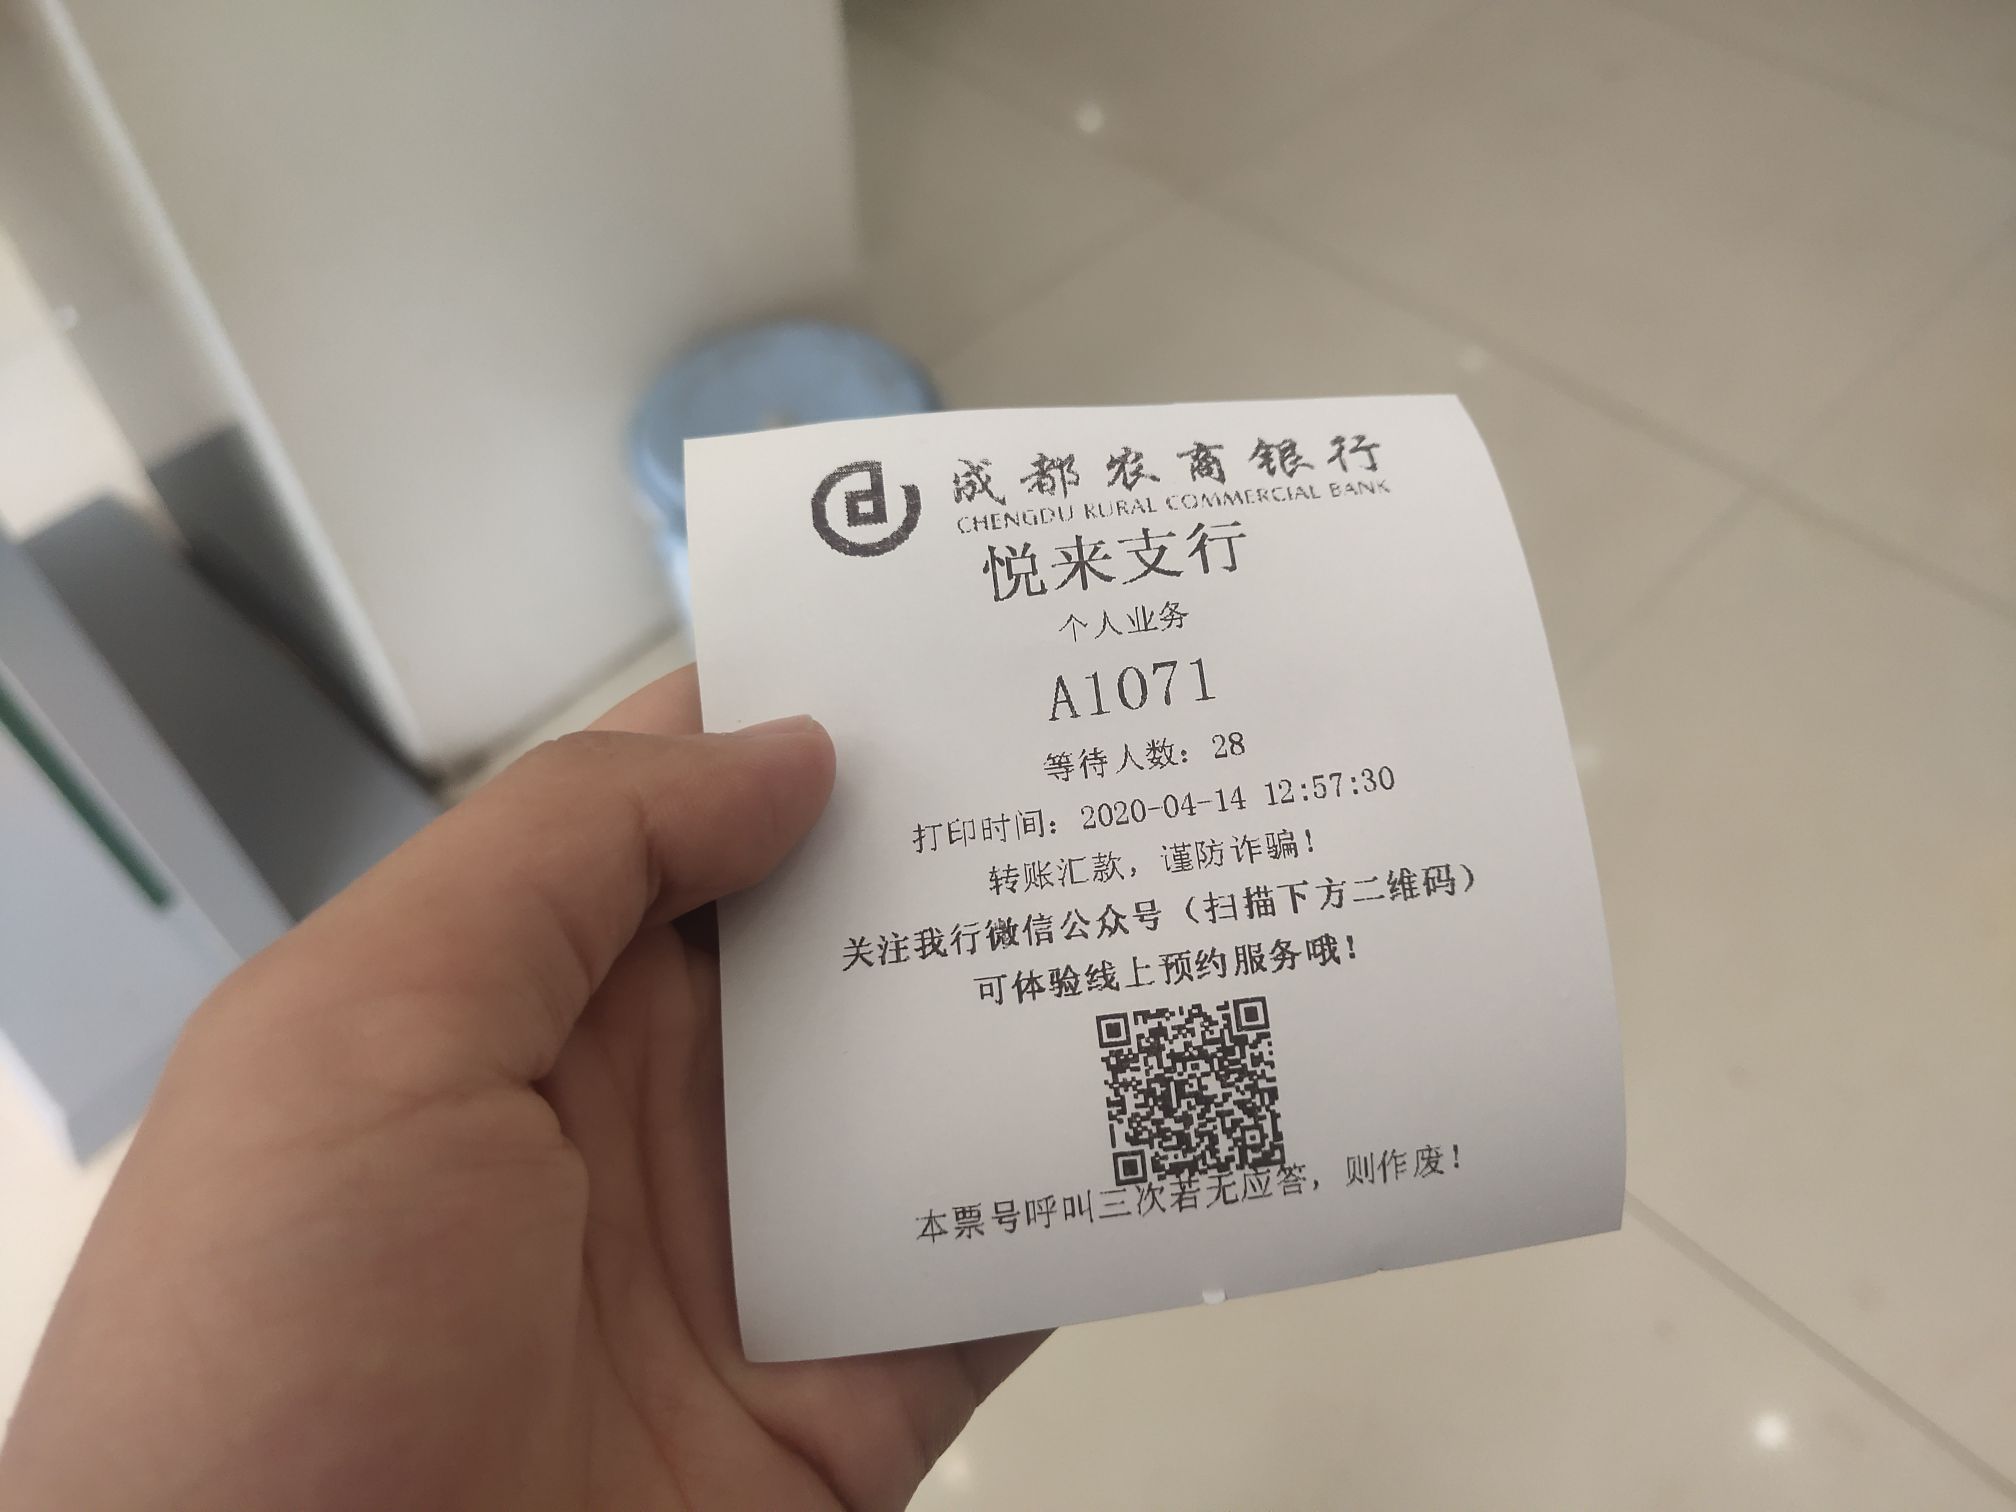 成都农商银行
CHENGDU RURAL COMMERCIAL BANK
悦来支行
个人业务
A1071
等待人数：28
打印时间：2020-04-14 12:57:30
转账汇款，谨防诈骗！
关注我行微信公众号（扫描下方二维码）
可体验线上预约服务哦！
本票号呼叫三次若无应答，则作废！